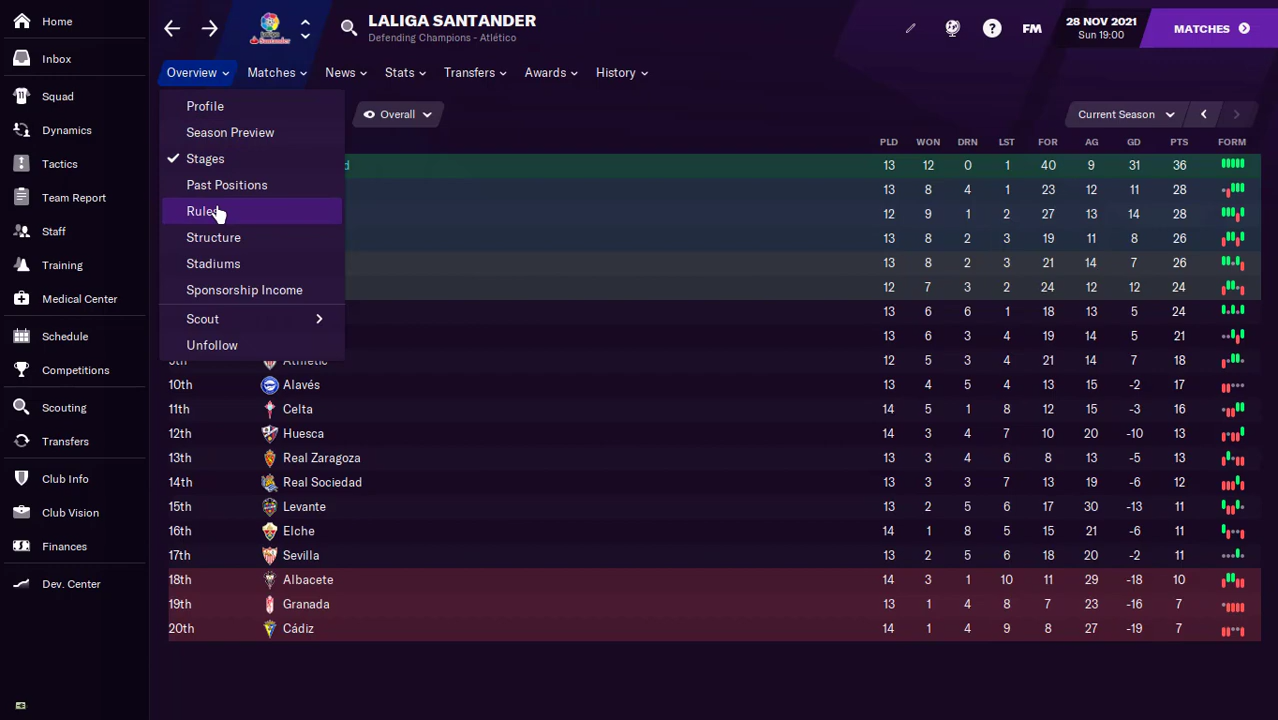 Home
Inbox
Squad
Dynamics
Tactics
Team Report
Staff
Training
Medical Center
Schedule
Competitions
Scouting
Transfers
Club Info
Club Vision
Finances
Dev. Center
LALIGA SANTANDER
Defending Champions - Atlético
FM
28 NOV 2021
Sun 19:00
MATCHES
Overview Matches News Stats Transfers Awards History
Profile
Season Preview
Stages
Past Positions
Rules
Structure
Stadiums
Sponsorship Income
Scout
Unfollow
Overall
Current Season
PLD WON DRN LST FOR AG GD PTS FORM
13 12 0 1 40 9 31 36
13 8 4 1 23 12 11 28
13 9 1 2 27 13 14 28
13 8 2 3 19 11 8 26
13 8 2 3 21 14 7 26
12 7 3 2 24 12 12 24
13 6 6 1 18 13 5 24
13 6 3 4 19 14 5 21
Athletic 12 5 3 4 21 14 7 18
10th Alavés 13 4 5 4 13 15 -2 17
11th Celta 14 5 1 8 12 15 -3 16
12th Huesca 14 3 4 7 10 20 -10 13
13th Real Zaragoza 13 3 4 6 8 13 -5 13
14th Real Sociedad 13 3 3 7 13 19 -6 12
15th Levante 13 2 5 6 17 30 -13 11
16th Elche 14 1 8 5 15 21 -6 11
17th Sevilla 13 2 5 6 18 20 -2 11
18th Albacete 14 3 1 10 11 29 -18 10
19th Granada 13 1 4 8 7 23 -16 7
20th Cádiz 14 1 4 9 8 27 -19 7